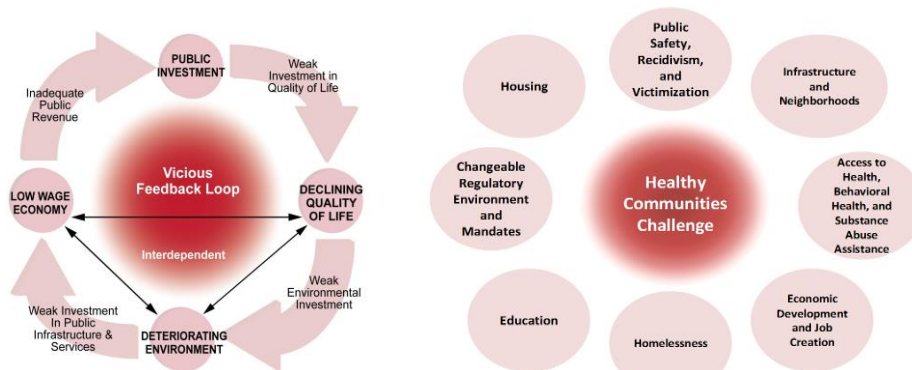 PUBLIC
INVESTMENT
Weak
Investment in
Quality of Life
Inadequate
Public
Revenue
Vicious
Feedback Loop
LOW WAGE
ECONOMY
DECLINING
QUALITY
OF LIFE
Interdependent
Weak
Environmental
Investment
Weak Investment
In Public
Infrastructure &
Services
DETERIORATING
ENVIRONMENT
Public
Safety,
Recidivism,
and
Victimization
Housing
Infrastructure
and
Neighborhoods
Changeable
Regulatory
Environment
and
Mandates
Healthy
Communities
Challenge
Access to
Health,
Behavioral
Health, and
Substance
Abuse
Assistance
Education
Homelessness
Economic
Development
and Job
Creation